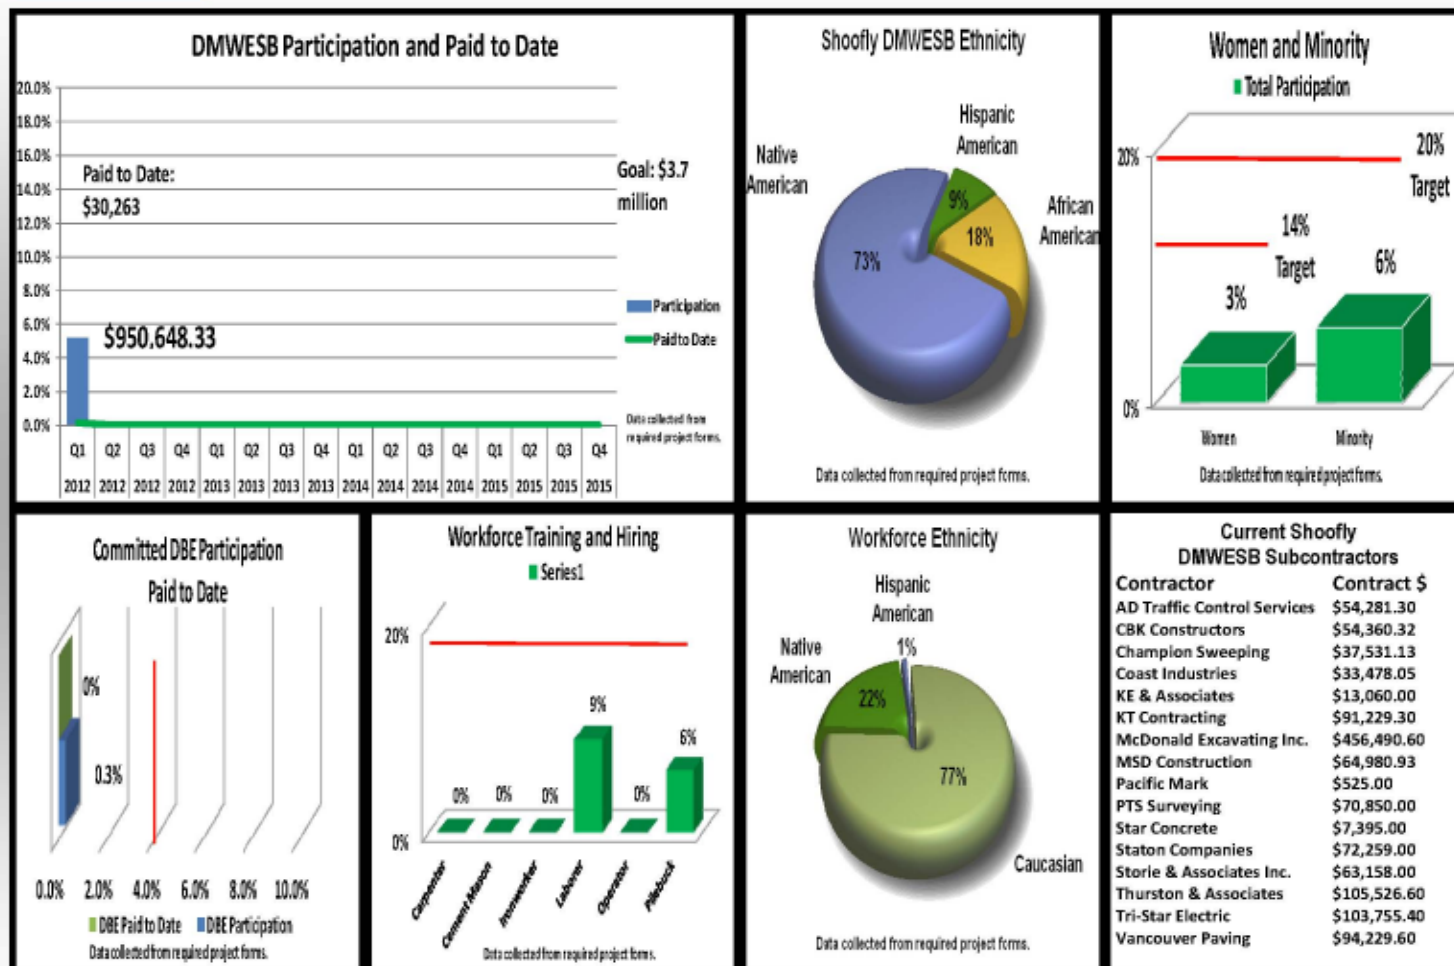 DMWESB Participation and Paid to Date
20.0%
18.0%
16.0%
14.0%
12.0%
10.0%
8.0%
6.0%
4.0%
2.0%
0.0%
Paid to Date:
$30,263
Goal: $3.7
million
$950,648.33
Participation
Paid to Date
Data collected from
required project forms.
Q1 Q2 Q3 Q4 Q1 Q2 Q3 Q4 Q1 Q2 Q3 Q4 Q1 Q2 Q3 Q4
2012 2012 2012 2012 2013 2013 2013 2013 2014 2014 2014 2014 2015 2015 2015 2015
Shoofly DMWESB Ethnicity
Hispanic
American
Native
American
African
American
9%
18%
73%
Data collected from required project forms.
Women and Minority
Total Participation
20%
20%
Target
14%
Target
6%
3%
0%
Women Minority
Data collected from required project forms.
Committed DBE Participation
Paid to Date
0%
0.3%
0.0% 2.0% 4.0% 6.0% 8.0% 10.0%
DBE Paid to Date DBE Participation
Data collected from required project forms.
Workforce Training and Hiring
Series1
20%
0% 0% 0% 9% 0% 6%
0%
Carpenter Cement Mason Ironworker Laborer Operator Pilebuck
Data collected from required project forms.
Workforce Ethnicity
Hispanic
American
Native
American
1%
22%
77%
Caucasian
Data collected from required project forms.
Current Shoofly
DMWESB Subcontractors
Contractor Contract $
AD Traffic Control Services $54,281.30
CBK Constructors $54,360.32
Champion Sweeping $37,531.13
Coast Industries $33,478.05
KE & Associates $13,060.00
KT Contracting $91,229.30
McDonald Excavating Inc. $456,490.60
MSD Construction $64,980.93
Pacific Mark $525.00
PTS Surveying $70,850.00
Star Concrete $7,395.00
Staton Companies $72,259.00
Storie & Associates Inc. $63,158.00
Thurston & Associates $105,526.60
Tri-Star Electric $103,755.40
Vancouver Paving $94,229.60